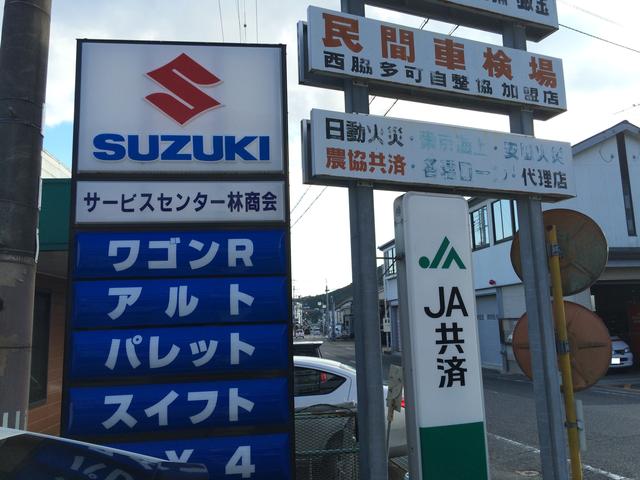 SUZUKI
サービスセンター林商会
ワゴンR
アルト
パレット
スイフト
4
民間車検場
西脇多可自整協加盟店
日動火災・東京海上・安田火災
農協共済・各種ローン代理店
JA共済